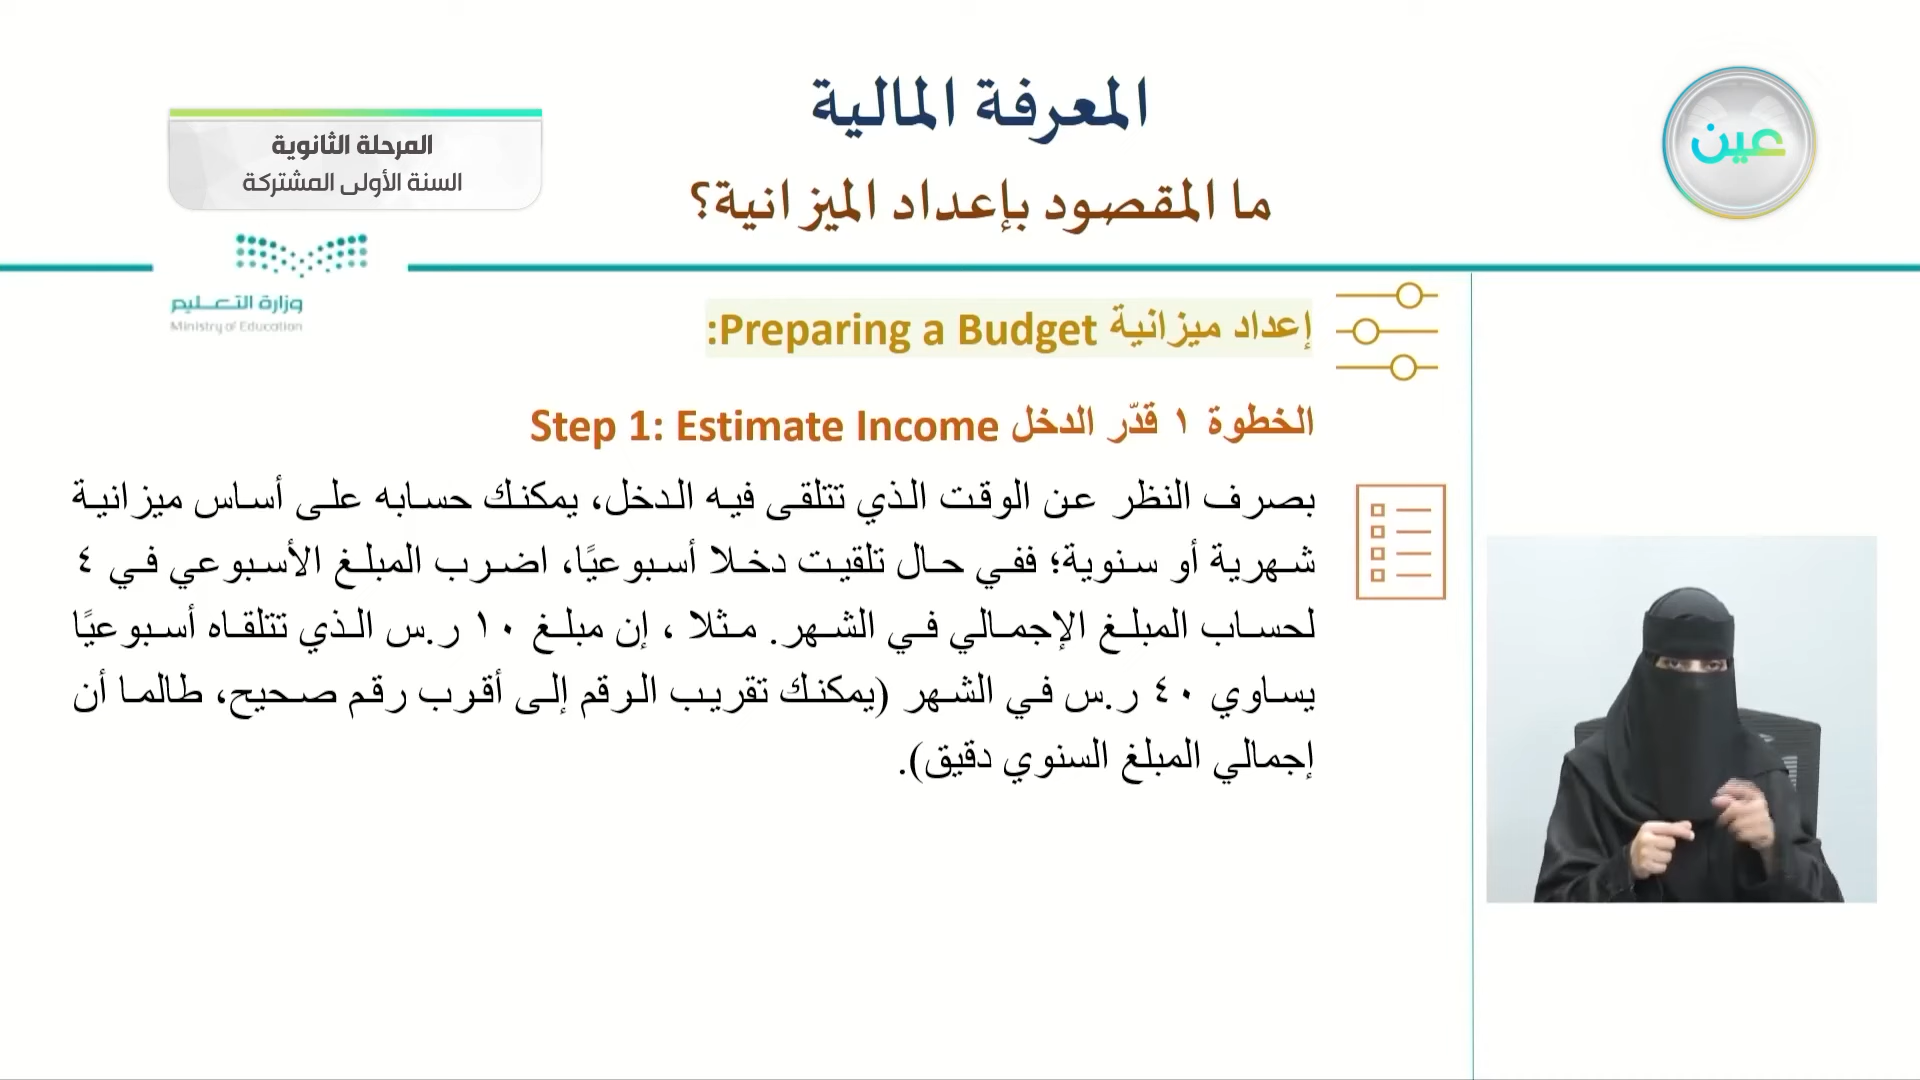 المعرفة المالية
ما المقصود بإعداد الميزانية؟
عين
المرحلة الثانوية
السنة الأولى المشتركة
وزارة التعليم
Ministry of Education
إعداد ميزانية Preparing a Budget:
الخطوة ١ قدّر الدخل Step 1: Estimate Income
بصرف النظر عن الوقت الذي تتلقى فيه الدخل، يمكنك حسابه على أساس ميزانية
شهرية أو سنوية؛ ففي حال تلقيت دخلا أسبوعيًا، اضرب المبلغ الأسبوعي في ٤
لحساب المبلغ الإجمالي في الشهر. مثلا ، إن مبلغ ١٠ ر.س الذي تتلقاه أسبوعيًا
يساوي ٤٠ ر.س في الشهر (يمكنك تقريب الرقم إلى أقرب رقم صحيح، طالما أن
إجمالي المبلغ السنوي دقيق).